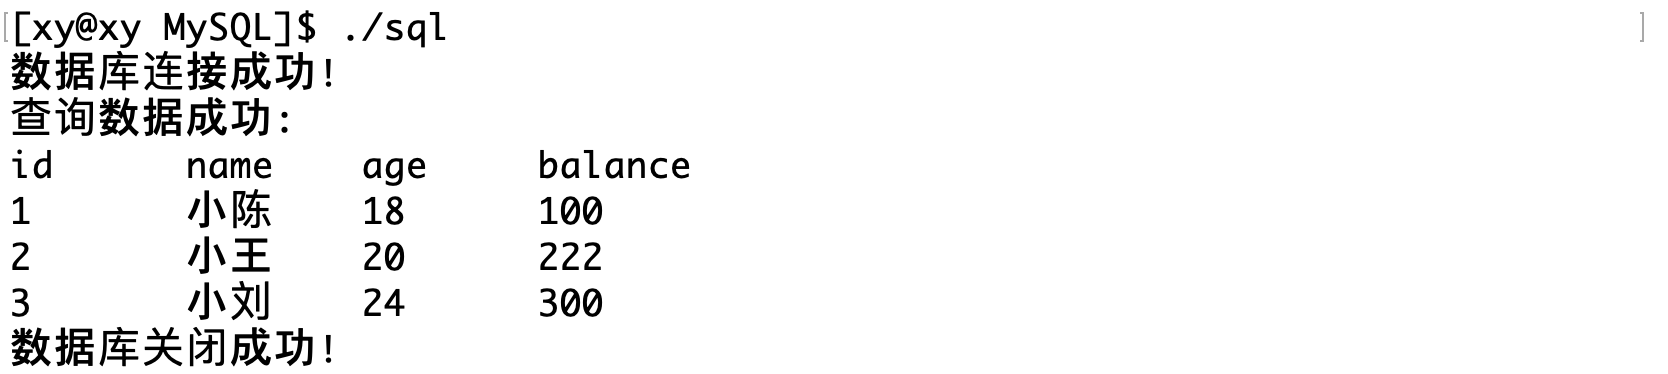 [xy@xy MySQL]$ ./sql
数据库连接成功!
查询数据成功:
id name age balance
1 小陈 18 100
2 小王 20 222
3 小刘 24 300
数据库关闭成功!